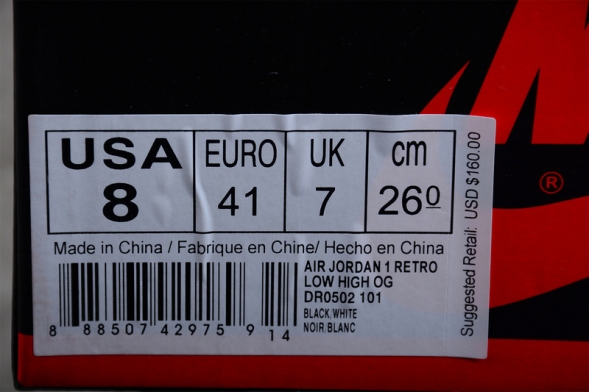 USA EURO UK cm
8 41 7 26⁰
Made in China / Fabrique en Chine/ Hecho en China
AIR JORDAN 1 RETRO
LOW HIGH OG
DR0502 101
BLACK/WHITE
NOIR/BLANC
8 88507 42975 9 14
Suggested Retail: USD $160.00
®